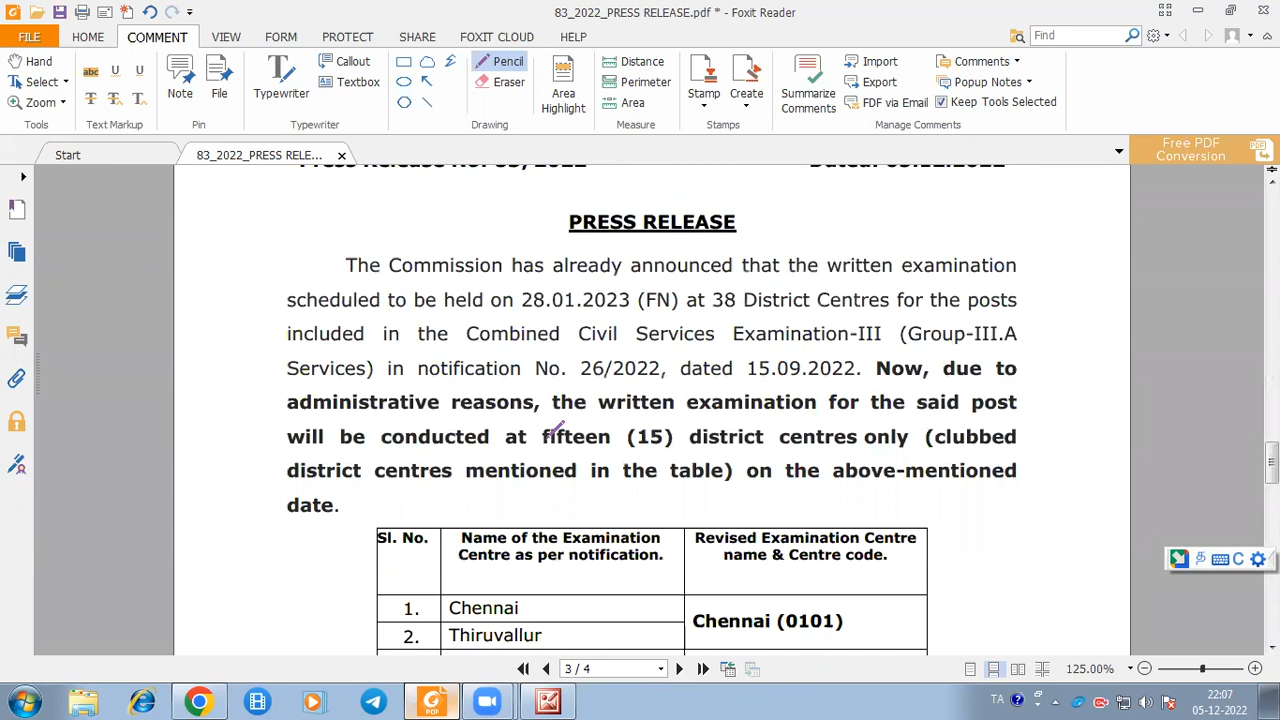 83_2022_PRESS RELEASE.pdf * - Foxit Reader
FILE HOME COMMENT VIEW FORM PROTECT SHARE FOXIT CLOUD HELP
Find
Hand
Select
Zoom
Tools
Text Markup
Note
File
Pin
Typewriter
Callout
Textbox
Typewriter
Pencil
Eraser
Drawing
Area Highlight
Distance
Perimeter
Area
Measure
Stamp
Create
Stamps
Summarize Comments
Import
Export
FDF via Email
Comments
Popup Notes
Keep Tools Selected
Manage Comments
Start
83_2022_PRESS RELE...
Free PDF Conversion
PRESS RELEASE
The Commission has already announced that the written examination
scheduled to be held on 28.01.2023 (FN) at 38 District Centres for the posts
included in the Combined Civil Services Examination-III (Group-III.A
Services) in notification No. 26/2022, dated 15.09.2022. Now, due to
administrative reasons, the written examination for the said post
will be conducted at fifteen (15) district centres only (clubbed
district centres mentioned in the table) on the above-mentioned
date.
Sl. No.
Name of the Examination
Centre as per notification.
Revised Examination Centre
name & Centre code.
1. Chennai
2. Thiruvallur
Chennai (0101)
3 / 4
125.00%
TA
22:07
05-12-2022